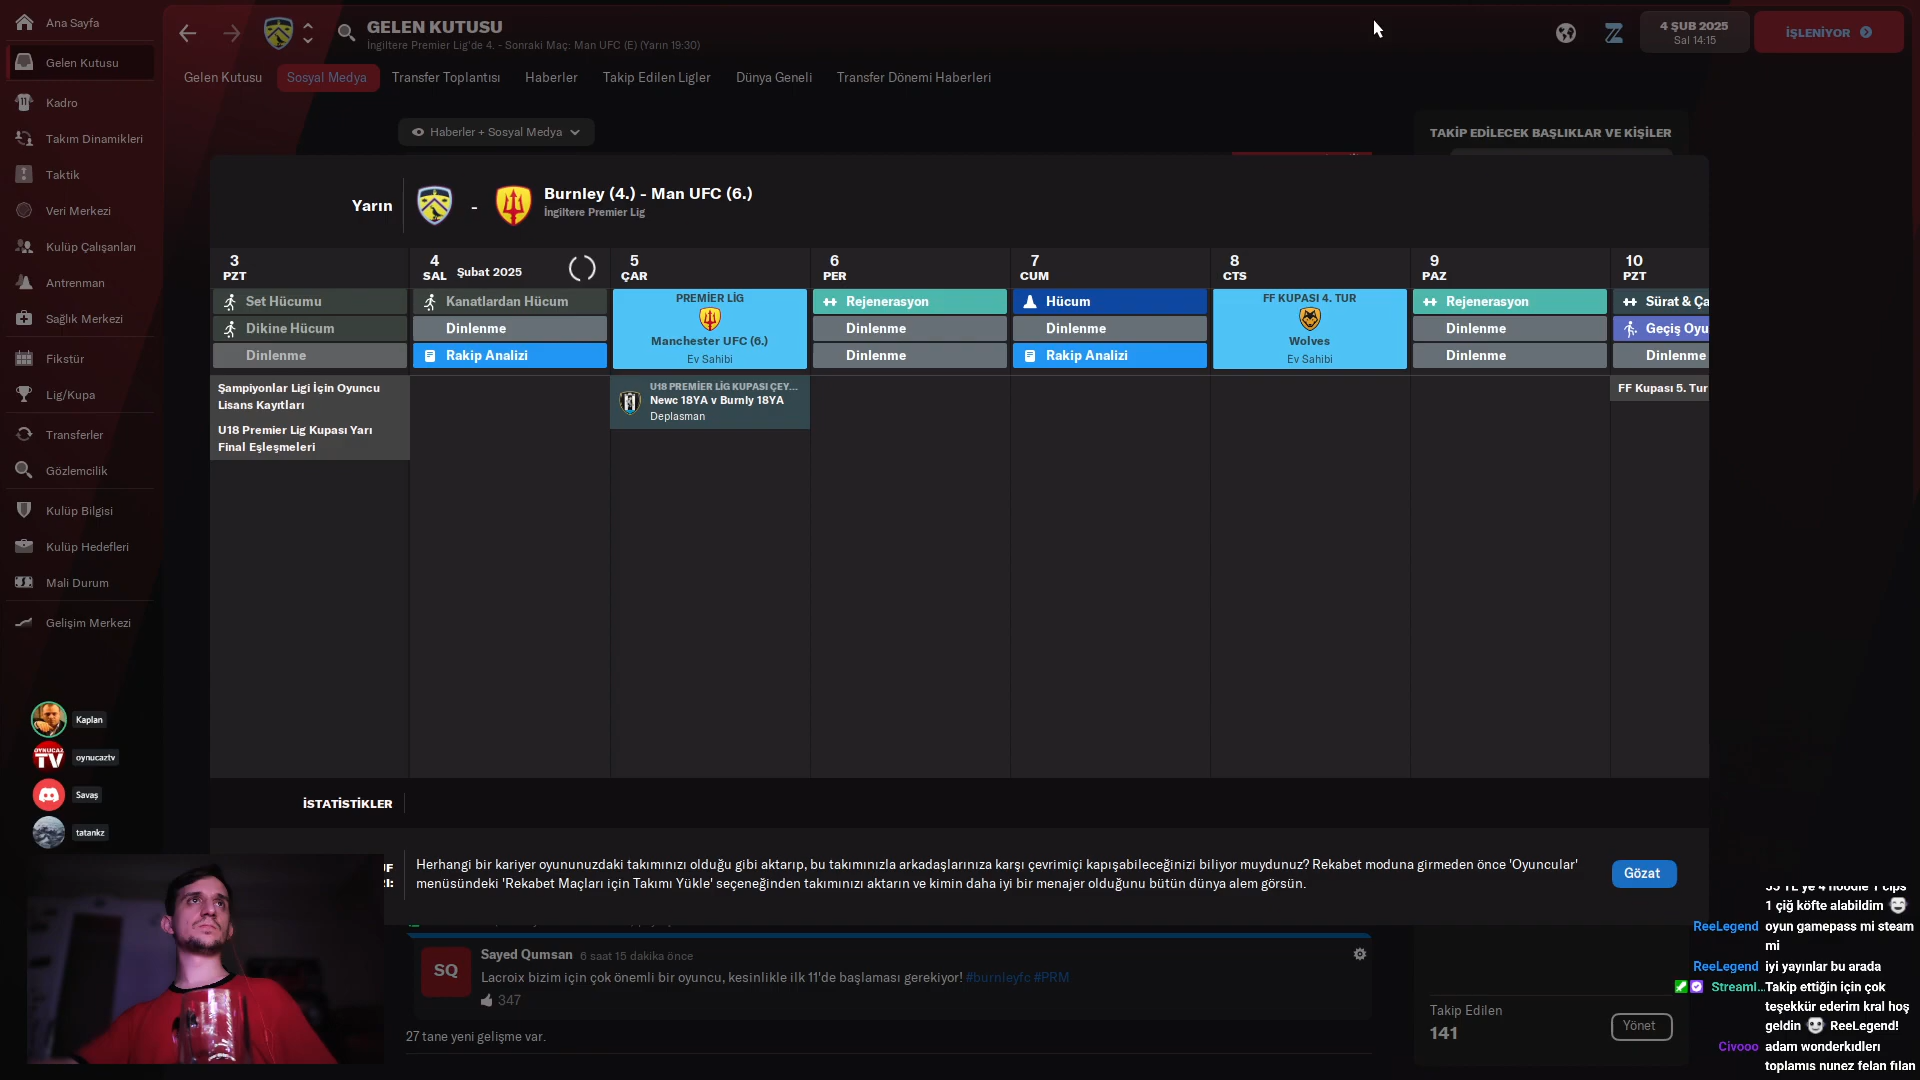 Ana Sayfa
Gelen Kutusu
Kadro
Takım Dinamikleri
Taktik
Veri Merkezi
Kulüp Çalışanları
Antrenman
Sağlık Merkezi
Fikstür
Lig/Kupa
Transferler
Gözlemcilik
Kulüp Bilgisi
Kulüp Hedefleri
Mali Durum
Gelişim Merkezi
GELEN KUTUSU
İngiltere Premier Lig'de 4. - Sonraki Maç: Man UFC (E) (Yarın 19:30)
4 ŞUB 2025
Sal 14:15
İŞLENİYOR
Gelen Kutusu
Sosyal Medya
Transfer Toplantısı
Haberler
Takip Edilen Ligler
Dünya Geneli
Transfer Dönemi Haberleri
Haberler + Sosyal Medya
TAKİP EDİLECEK BAŞLIKLAR VE KİŞİLER
Yarın
-
Burnley (4.) - Man UFC (6.)
İngiltere Premier Lig
3
PZT
4
SAL Şubat 2025
5
ÇAR
6
PER
7
CUM
8
CTS
9
PAZ
10
PZT
Set Hücumu
Dikine Hücum
Dinlenme
Şampiyonlar Ligi İçin Oyuncu
Lisans Kayıtları
U18 Premier Lig Kupası Yarı
Final Eşleşmeleri
Kanatlardan Hücum
Dinlenme
Rakip Analizi
PREMİER LİG
Manchester UFC (6.)
Ev Sahibi
U18 PREMİER LİG KUPASI ÇEY...
Newc 18YA v Burnly 18YA
Deplasman
Rejenerasyon
Dinlenme
Dinlenme
Hücum
Dinlenme
Rakip Analizi
FF KUPASI 4. TUR
Wolves
Ev Sahibi
Rejenerasyon
Dinlenme
Dinlenme
Sürat & Ça
Geçiş Oyu
Dinlenme
FF Kupası 5. Tur
İSTATİSTİKLER
Herhangi bir kariyer oyununuzdaki takımınızı olduğu gibi aktarıp, bu takımınızla arkadaşlarınıza karşı çevrimiçi kapışabileceğinizi biliyor muydunuz? Rekabet moduna girmeden önce 'Oyuncular'
menüsündeki 'Rekabet Maçları için Takımı Yükle' seçeneğinden takımınızı aktarın ve kimin daha iyi bir menajer olduğunu bütün dünya alem görsün.
Gözat
SQ
Sayed Qumsan 6 saat 15 dakika önce
Lacroix bizim için çok önemli bir oyuncu, kesinlikle ilk 11'de başlaması gerekiyor! #burnleyfc #PRM
347
27 tane yeni gelişme var.
Takip Edilen
141
Yönet
Kaplan
OYNUCAZ
TV
oynucaztv
Savaş
tatankz
1 çiğ köfte alabildim
ReeLegend oyun gamepass mi steam
mi
ReeLegend iyi yayınlar bu arada
Streaml... Takip ettiğin için çok
teşekkür ederim kral hoş
geldin ReeLegend!
Civooo adam wonderkıdlerı
toplamıs nunez felan fılan